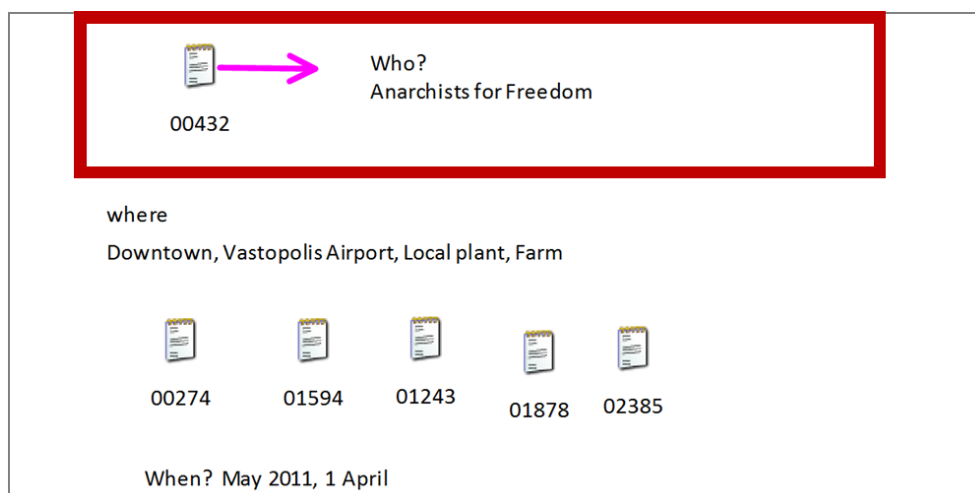 Who?
Anarchists for Freedom
00432
where
Downtown, Vastopolis Airport, Local plant, Farm
00274 01594 01243 01878 02385
When? May 2011, 1 April